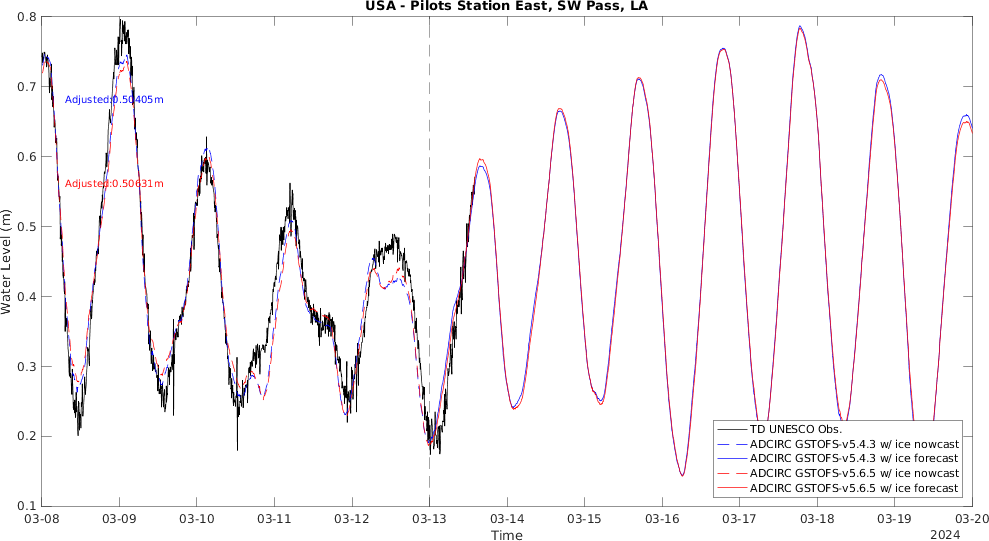 USA - Pilots Station East, SW Pass, LA
0.8
0.7
0.6
0.5
0.4
0.3
0.2
0.1
Water Level (m)
Adjusted:0.50405m
Adjusted:0.50631m
TD UNESCO Obs.
ADCIRC GSTOFS-v5.4.3 w/ ice nowcast
ADCIRC GSTOFS-v5.4.3 w/ ice forecast
ADCIRC GSTOFS-v5.6.5 w/ ice nowcast
ADCIRC GSTOFS-v5.6.5 w/ ice forecast
03-08 03-09 03-10 03-11 03-12 03-13 03-14 03-15 03-16 03-17 03-18 03-19 03-20
Time
2024